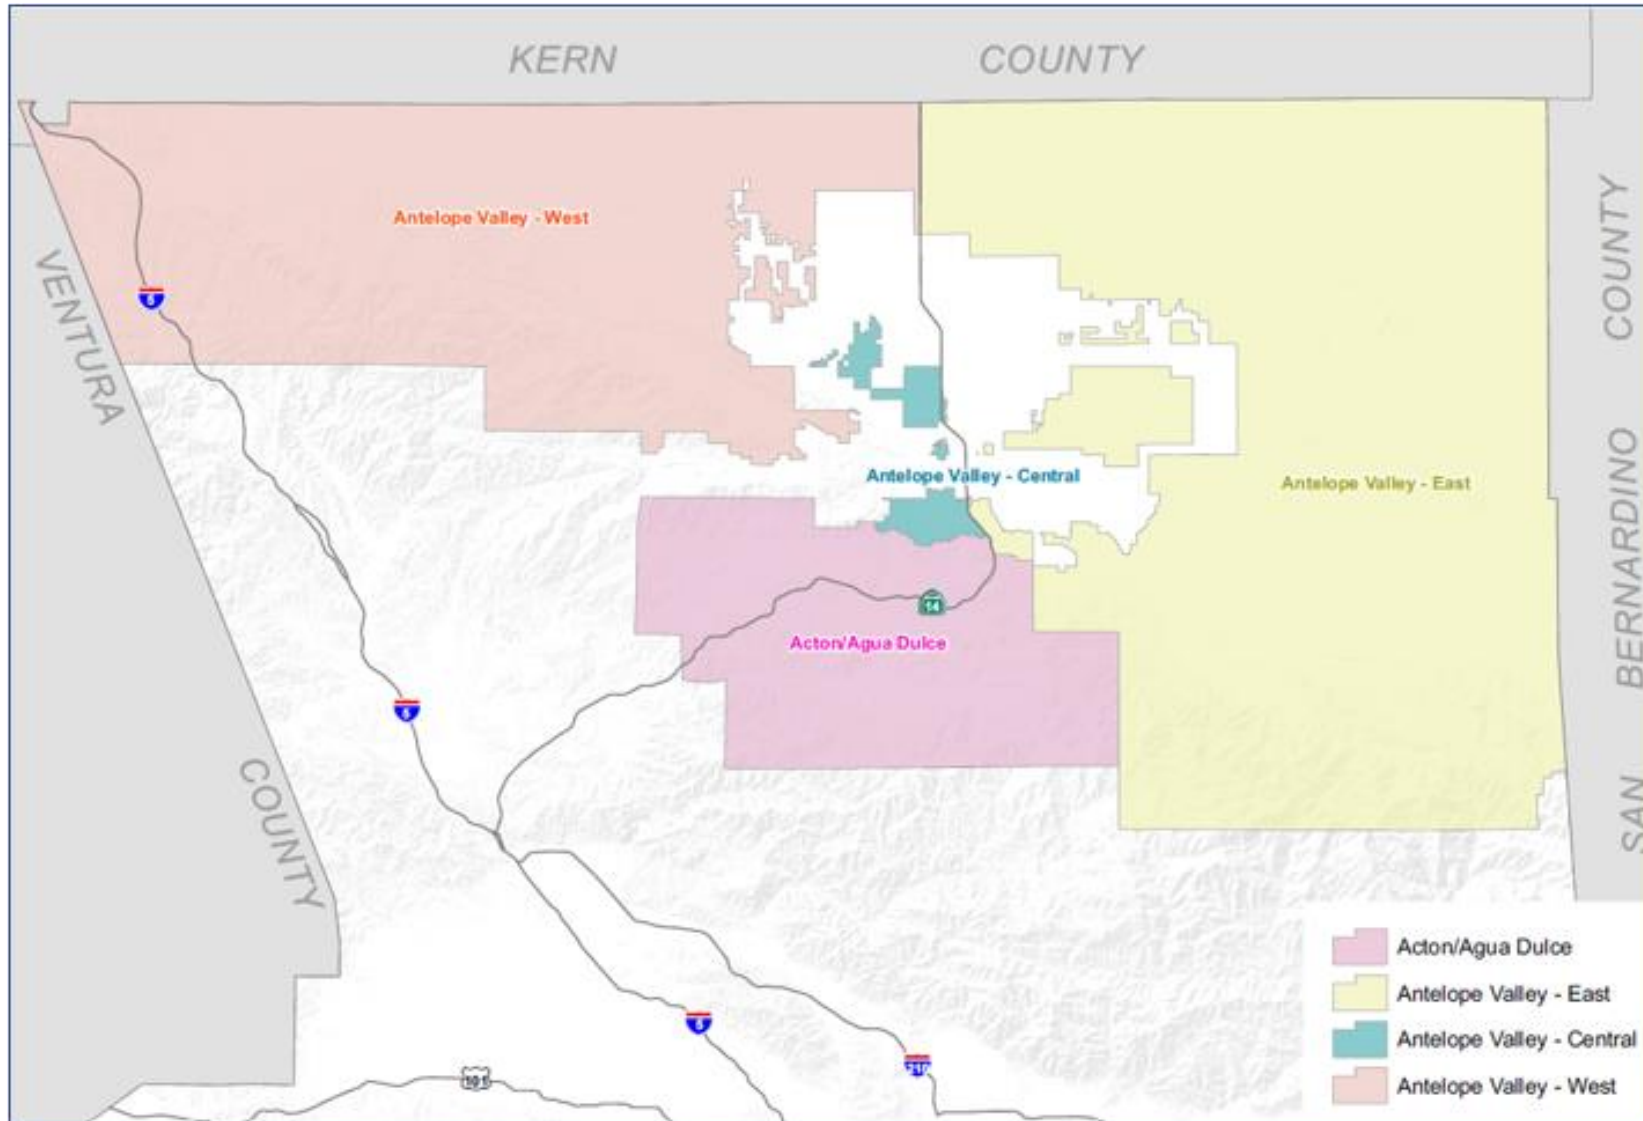 KERN COUNTY
Antelope Valley - West
VENTURA COUNTY
5
SAN BERNARDINO COUNTY
Antelope Valley - Central
Antelope Valley - East
14
Acton/Agua Dulce
5
5
210
101
Acton/Agua Dulce
Antelope Valley - East
Antelope Valley - Central
Antelope Valley - West